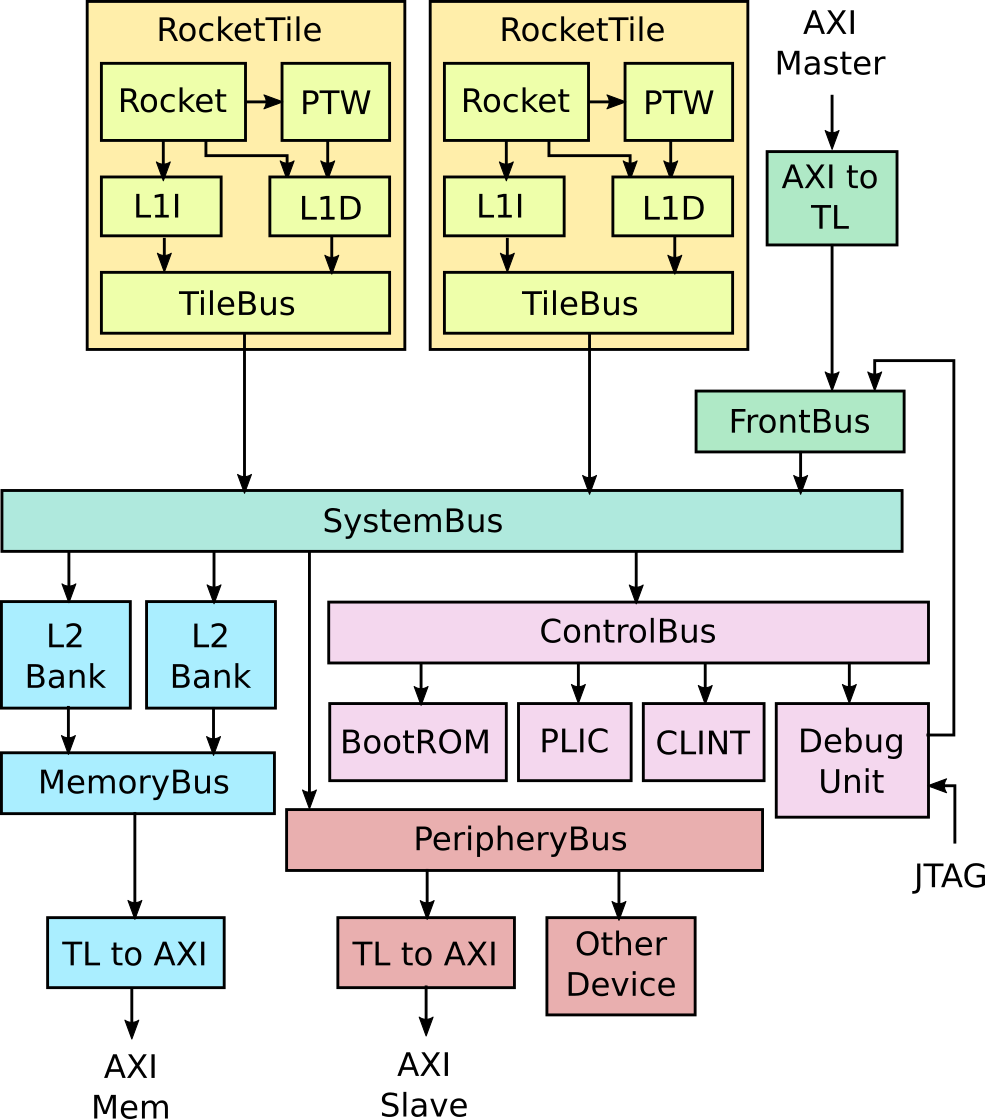 RocketTile
Rocket
PTW
L1I
L1D
TileBus
RocketTile
Rocket
PTW
L1I
L1D
TileBus
AXI
Master
AXI to
TL
FrontBus
SystemBus
L2
Bank
L2
Bank
MemoryBus
ControlBus
BootROM
PLIC
CLINT
Debug
Unit
JTAG
PeripheryBus
TL to AXI
TL to AXI
Other
Device
AXI
Mem
AXI
Slave